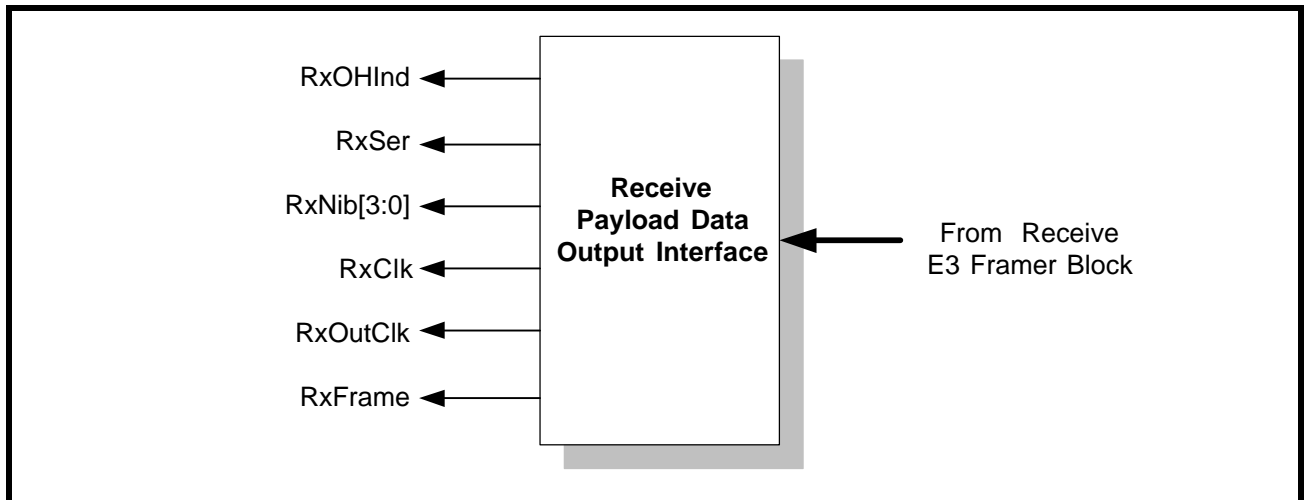 RxOHInd
RxSer
RxNib[3:0]
RxClk
RxOutClk
RxFrame
Receive
Payload Data
Output Interface
From Receive
E3 Framer Block